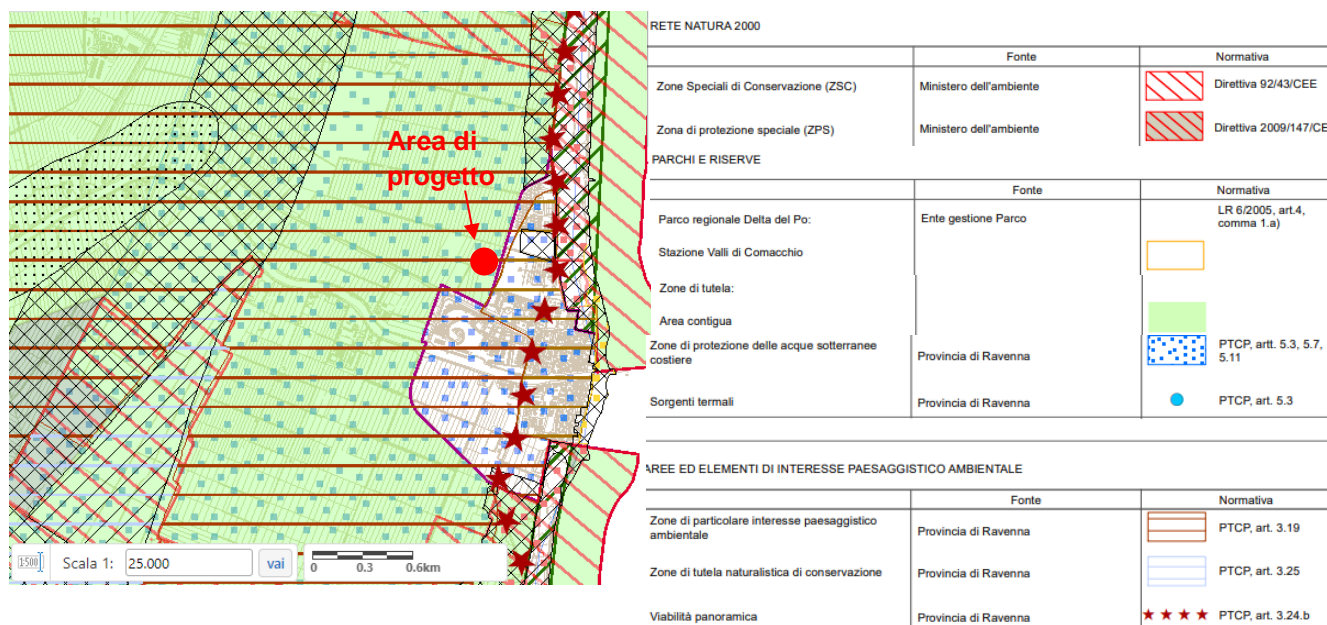 Area di
progetto
1:500
Scala 1: 25.000 vai
0 0.3 0.6km
RETE NATURA 2000
Fonte Normativa
Zone Speciali di Conservazione (ZSC) Ministero dell'ambiente Direttiva 92/43/CEE
Zona di protezione speciale (ZPS) Ministero dell'ambiente Direttiva 2009/147/CE
PARCHI E RISERVE
Fonte Normativa
Parco regionale Delta del Po: Ente gestione Parco LR 6/2005, art.4,
comma 1.a)
Stazione Valli di Comacchio
Zone di tutela:
Area contigua
Zone di protezione delle acque sotterranee
costiere Provincia di Ravenna PTCP, artt. 5.3, 5.7,
5.11
Sorgenti termali Provincia di Ravenna PTCP, art. 5.3
AREE ED ELEMENTI DI INTERESSE PAESAGGISTICO AMBIENTALE
Fonte Normativa
Zone di particolare interesse paesaggistico
ambientale Provincia di Ravenna PTCP, art. 3.19
Zone di tutela naturalistica di conservazione Provincia di Ravenna PTCP, art. 3.25
Viabilità panoramica Provincia di Ravenna PTCP, art. 3.24.b